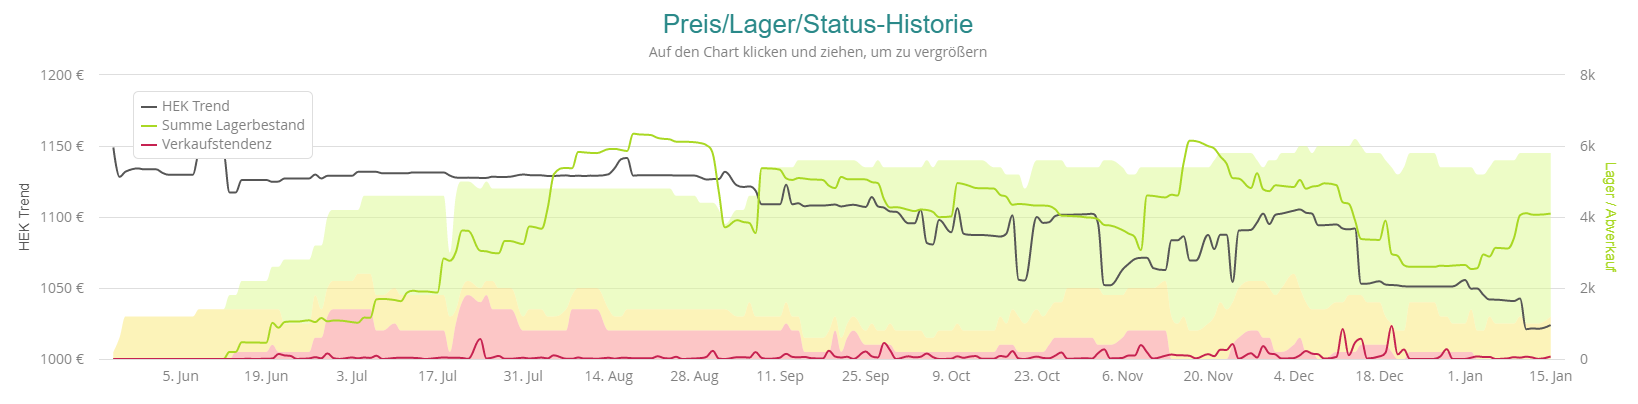 Preis/Lager/Status-Historie
Auf den Chart klicken und ziehen, um zu vergrößern
1200 €
1150 €
1100 €
1050 €
1000 €
HEK Trend
HEK Trend
Summe Lagerbestand
Verkaufstendenz
8k
6k
4k
2k
0
Lager / Abverkauf
5. Jun 19. Jun 3. Jul 17. Jul 31. Jul 14. Aug 28. Aug 11. Sep 25. Sep 9. Oct 23. Oct 6. Nov 20. Nov 4. Dec 18. Dec 1. Jan 15. Jan